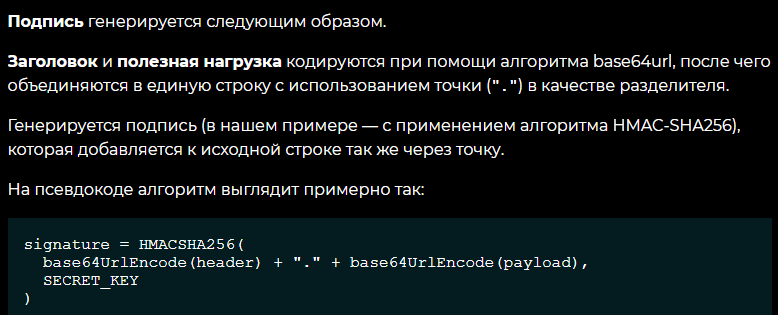 Подпись генерируется следующим образом.
Заголовок и полезная нагрузка кодируются при помощи алгоритма base64url, после чего
объединяются в единую строку с использованием точки (".") в качестве разделителя.
Генерируется подпись (в нашем примере — с применением алгоритма HMAC-SHA256),
которая добавляется к исходной строке так же через точку.
На псевдокоде алгоритм выглядит примерно так:
signature = HMACSHA256(
  base64UrlEncode(header) + "." + base64UrlEncode(payload),
  SECRET_KEY
)